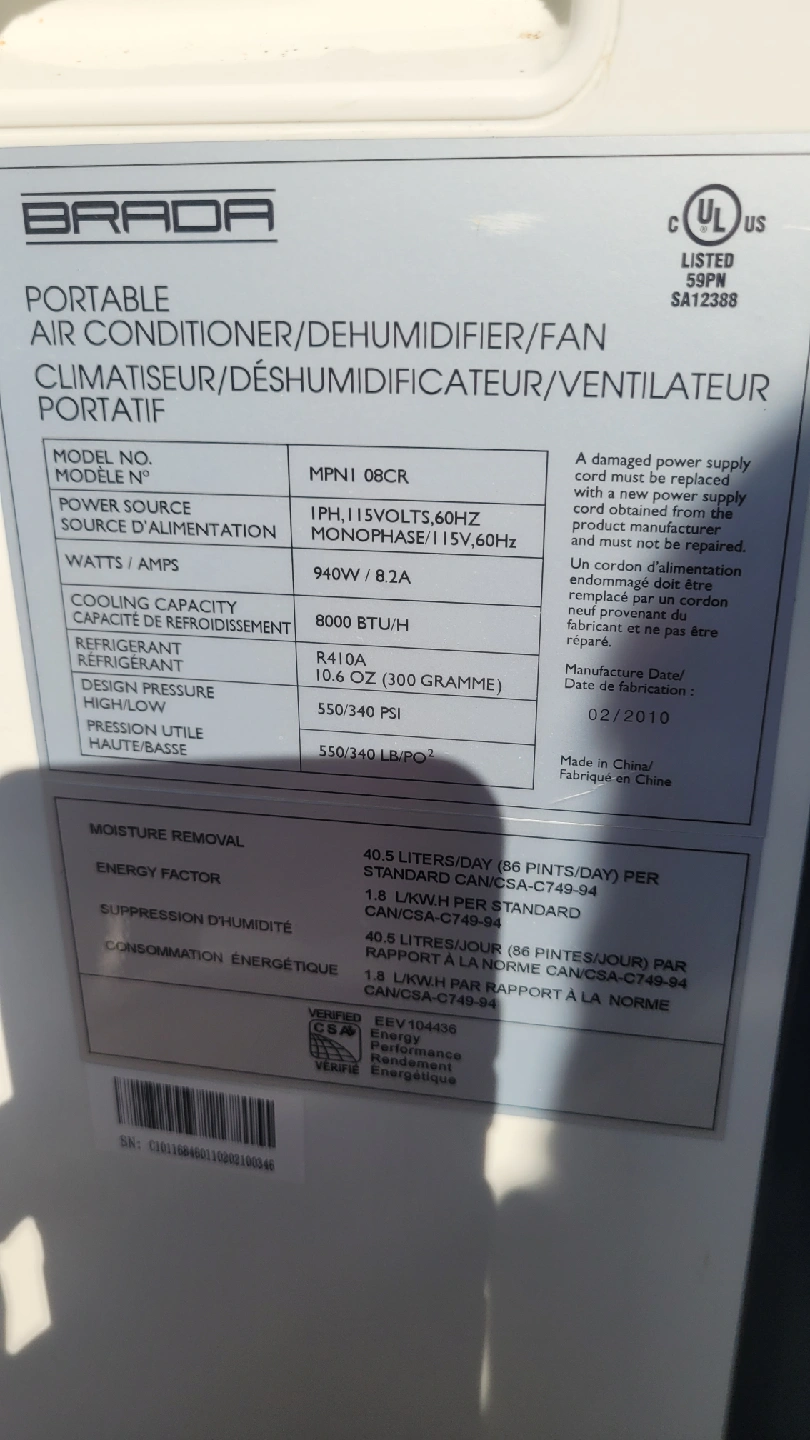 BRADA
C UL® US
LISTED
59PN
SA12388
PORTABLE
AIR CONDITIONER/DEHUMIDIFIER/FAN
CLIMATISEUR/DÉSHUMIDIFICATEUR/VENTILATEUR
PORTATIF
MODEL NO.
MODÈLE Nº
MPN1 08CR
POWER SOURCE
SOURCE D'ALIMENTATION
1PH,115VOLTS,60HZ
MONOPHASE/115V,60Hz
WATTS / AMPS
940W / 8.2A
COOLING CAPACITY
CAPACITÉ DE REFROIDISSEMENT
8000 BTU/H
REFRIGERANT
RÉFRIGÉRANT
R410A
10.6 OZ (300 GRAMME)
DESIGN PRESSURE
HIGH/LOW
550/340 PSI
PRESSION UTILE
HAUTE/BASSE
550/340 LB/PO²
A damaged power supply
cord must be replaced
with a new power supply
cord obtained from the
product manufacturer
and must not be repaired.
Un cordon d'alimentation
endommagé doit être
remplacé par un cordon
neuf provenant du
fabricant et ne pas être
réparé.
Manufacture Date/
Date de fabrication :
02/2010
Made in China/
Fabriqué en Chine
MOISTURE REMOVAL
40.5 LITERS/DAY (86 PINTS/DAY) PER
STANDARD CAN/CSA-C749-94
ENERGY FACTOR
1.8 L/KW.H PER STANDARD
CAN/CSA-C749-94
SUPPRESSION D'HUMIDITÉ
40.5 LITRES/JOUR (86 PINTES/JOUR) PAR
RAPPORT À LA NORME CAN/CSA-C749-94
CONSOMMATION ÉNERGÉTIQUE
1.8 L/KW.H PAR RAPPORT À LA NORME
CAN/CSA-C749-94
VERIFIED
CSA
VÉRIFIÉ
EEV104436
Energy
Performance
Rendement
Énergétique
SN: